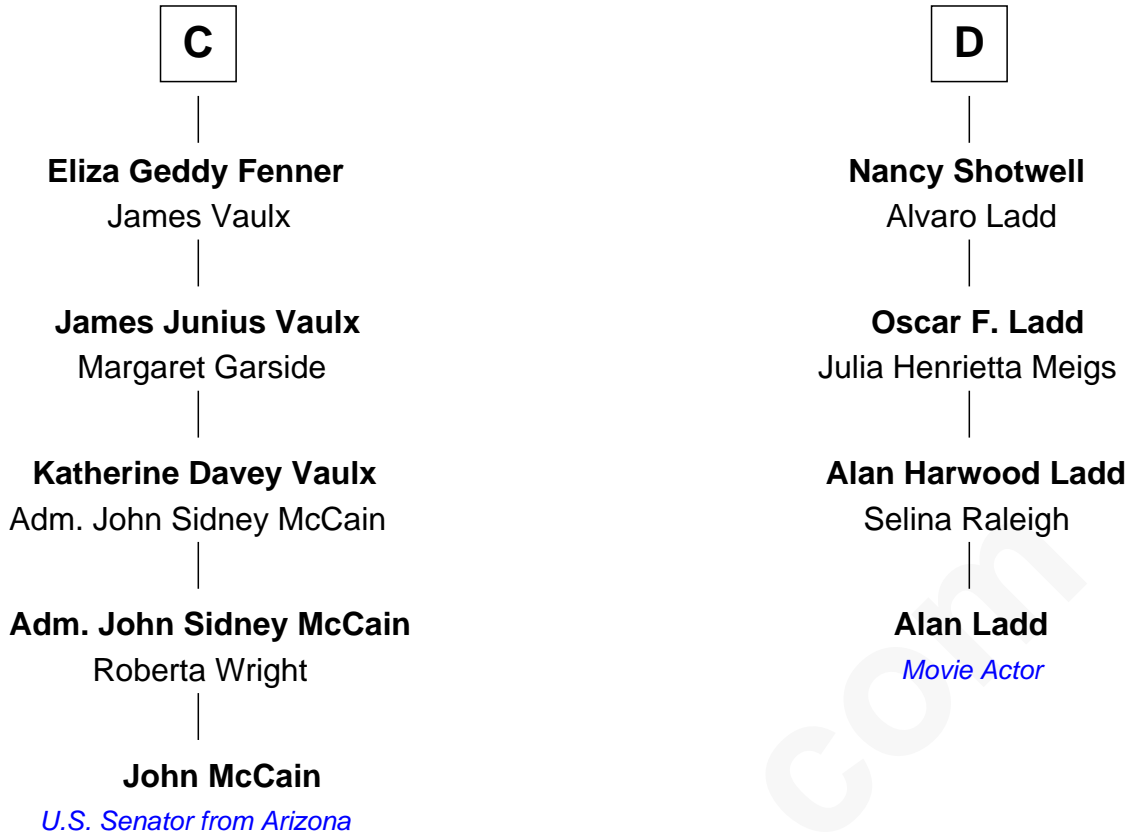 C
Eliza Geddy Fenner
James Vaulx
James Junius Vaulx
Margaret Garside
Katherine Davey Vaulx
Adm. John Sidney McCain
Adm. John Sidney McCain
Roberta Wright
John McCain
U.S. Senator from Arizona
D
Nancy Shotwell
Alvaro Ladd
Oscar F. Ladd
Julia Henrietta Meigs
Alan Harwood Ladd
Selina Raleigh
Alan Ladd
Movie Actor
com